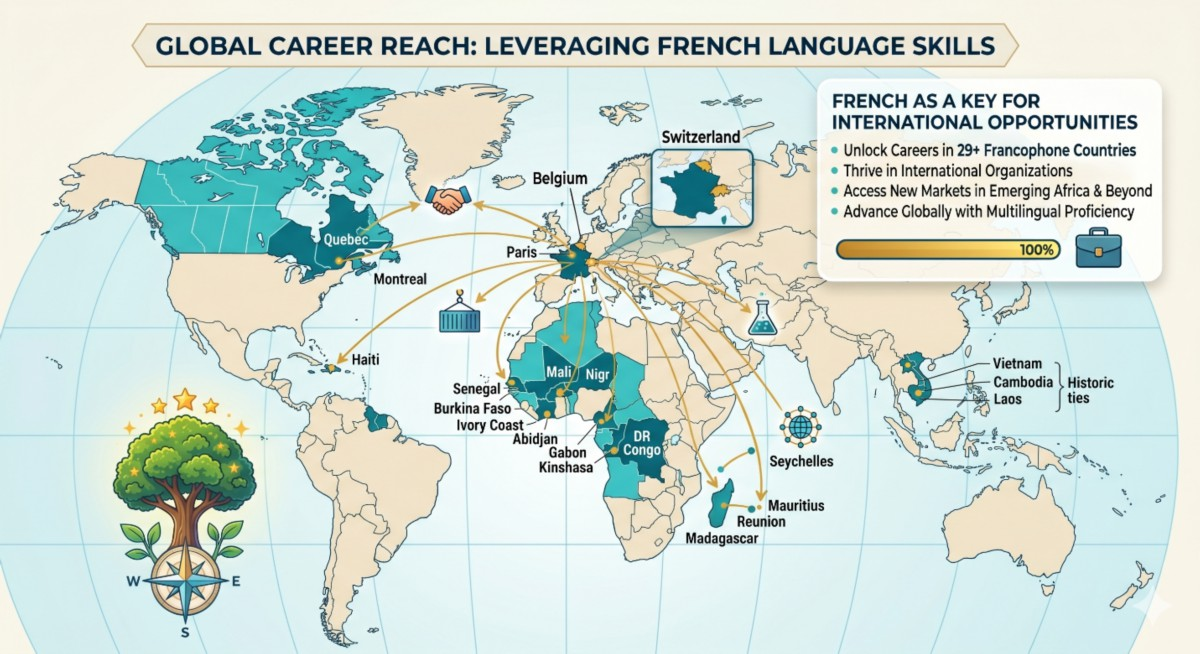 GLOBAL CAREER REACH: LEVERAGING FRENCH LANGUAGE SKILLS
FRENCH AS A KEY FOR
INTERNATIONAL OPPORTUNITIES
Unlock Careers in 29+ Francophone Countries
Thrive in International Organizations
Access New Markets in Emerging Africa & Beyond
Advance Globally with Multilingual Proficiency
100%
Switzerland
Belgium
Paris
Quebec
Montreal
Haiti
Mali
Nigr
Senegal
Burkina Faso
Ivory Coast
Abidjan
Gabon
Kinshasa
DR
Congo
Vietnam
Cambodia
Laos
Historic
ties
Seychelles
Mauritius
Reunion
Madagascar
W
E
S